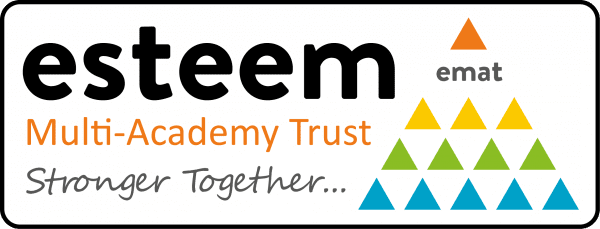 esteem
Multi-Academy Trust
Stronger Together...
emat